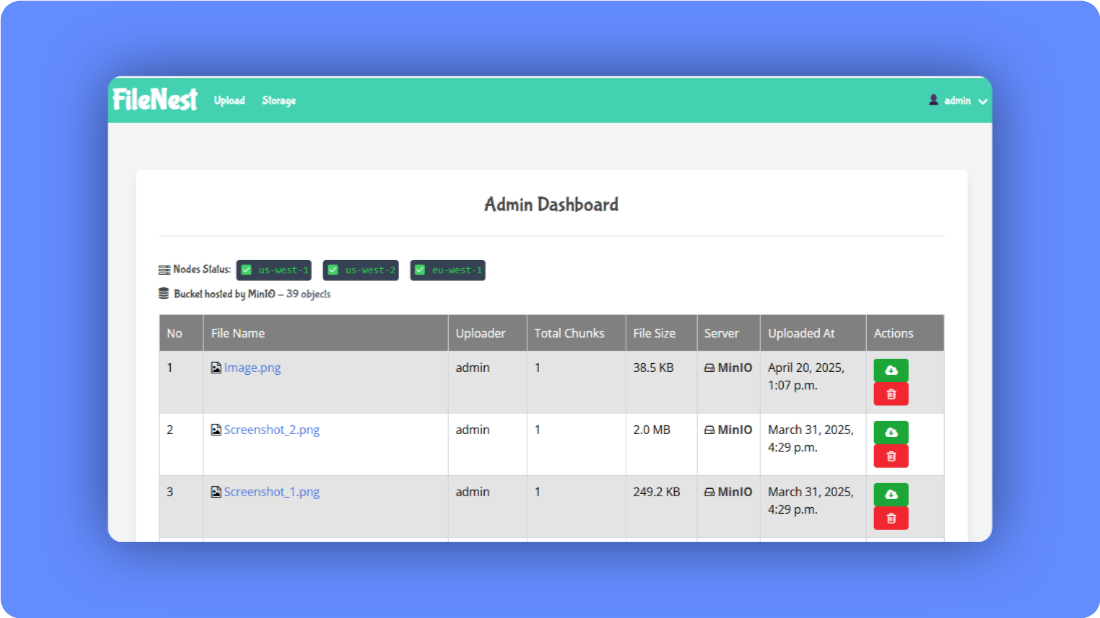 FileNest Upload Storage admin
Admin Dashboard
Nodes Status: us-west-1 us-west-2 eu-west-1
Bucket hosted by MinIO – 39 objects
No File Name Uploader Total Chunks File Size Server Uploaded At Actions
1 Image.png admin 1 38.5 KB MinIO April 20, 2025,
1:07 p.m.
2 Screenshot_2.png admin 1 2.0 MB MinIO March 31, 2025,
4:29 p.m.
3 Screenshot_1.png admin 1 249.2 KB MinIO March 31, 2025,
4:29 p.m.